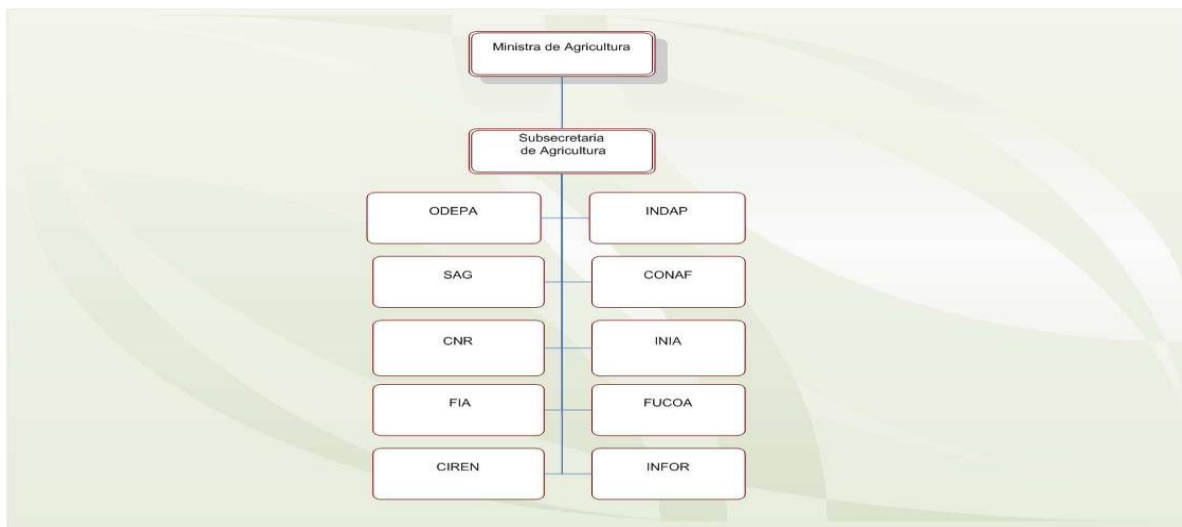 Ministra de Agricultura
Subsecretaria
de Agricultura
ODEPA
INDAP
SAG
CONAF
CNR
INIA
FIA
FUCOA
CIREN
INFOR